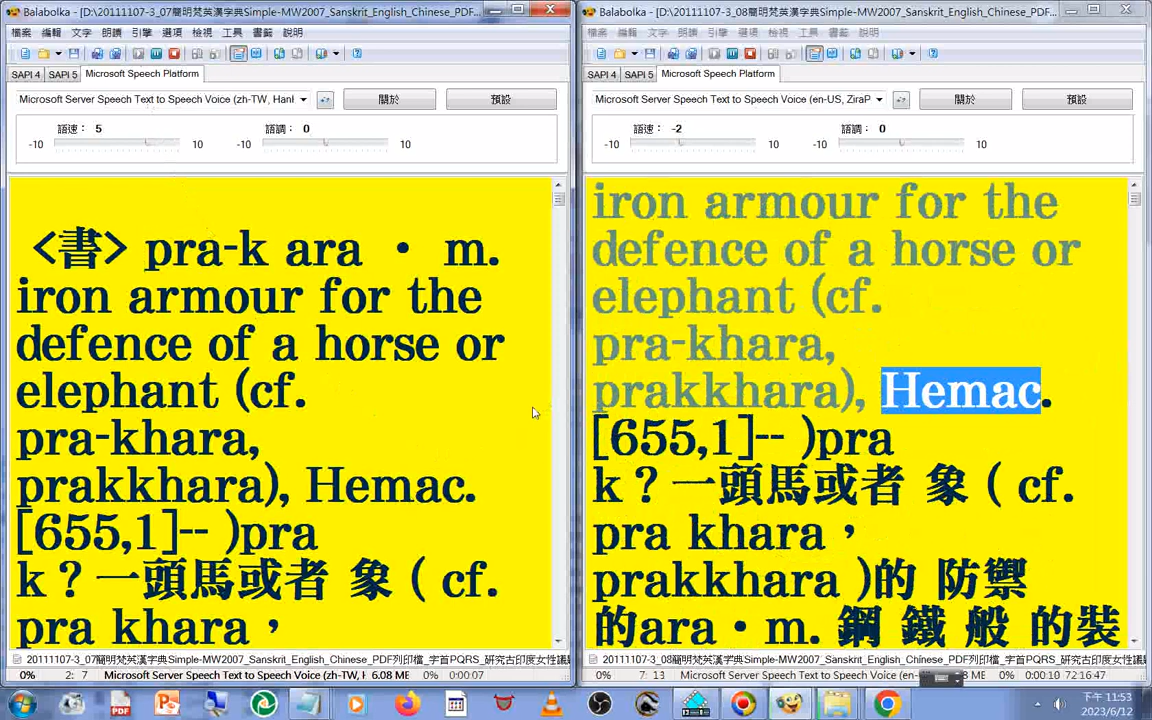 Balabolka - [D:\20111107-3_07簡明梵英漢字典Simple-MW2007_Sanskrit_English_Chinese_PDF...
檔案 編輯 文字 朗讀 引擎 選項 檢視 工具 書籤 說明
SAPI 4 SAPI 5 Microsoft Speech Platform
Microsoft Server Speech Text to Speech Voice (zh-TW, Hanl
關於 預設
語速： 5 語調： 0
-10 10 -10 10
<書> pra-k ara • m.
iron armour for the
defence of a horse or
elephant (cf.
pra-khara,
prakkhara), Hemac.
[655,1]-- )pra
k？一頭馬或者 象 ( cf.
pra khara，
20111107-3_07簡明梵英漢字典Simple-MW2007_Sanskrit_English_Chinese_PDF列印檔_字首PQRS_研究古印度女性議
0% 2: 7 Microsoft Server Speech Text to Speech Voice (zh-TW, H 6.08 MB 0% 0:00:07
Balabolka - [D:\20111107-3_08簡明梵英漢字典Simple-MW2007_Sanskrit_English_Chinese_PDF...
檔案 編輯 文字 朗讀 引擎 選項 檢視 工具 書籤 說明
SAPI 4 SAPI 5 Microsoft Speech Platform
Microsoft Server Speech Text to Speech Voice (en-US, ZiraP
關於 預設
語速： -2 語調： 0
-10 10 -10 10
iron armour for the
defence of a horse or
elephant (cf.
pra-khara,
prakkhara), Hemac.
[655,1]-- )pra
k？一頭馬或者 象 ( cf.
pra khara，
prakkhara )的 防禦
的ara • m. 鋼 鐵 般 的裝
20111107-3_08簡明梵英漢字典Simple-MW2007_Sanskrit_English_Chinese_PDF列印檔_字首PQRS_研究古印度女性議
0% 7: 13 Microsoft Server Speech Text to Speech Voice (en- 8 MB 0% 0:00:10 72:16:47
PDF
下午 11:53
2023/6/12